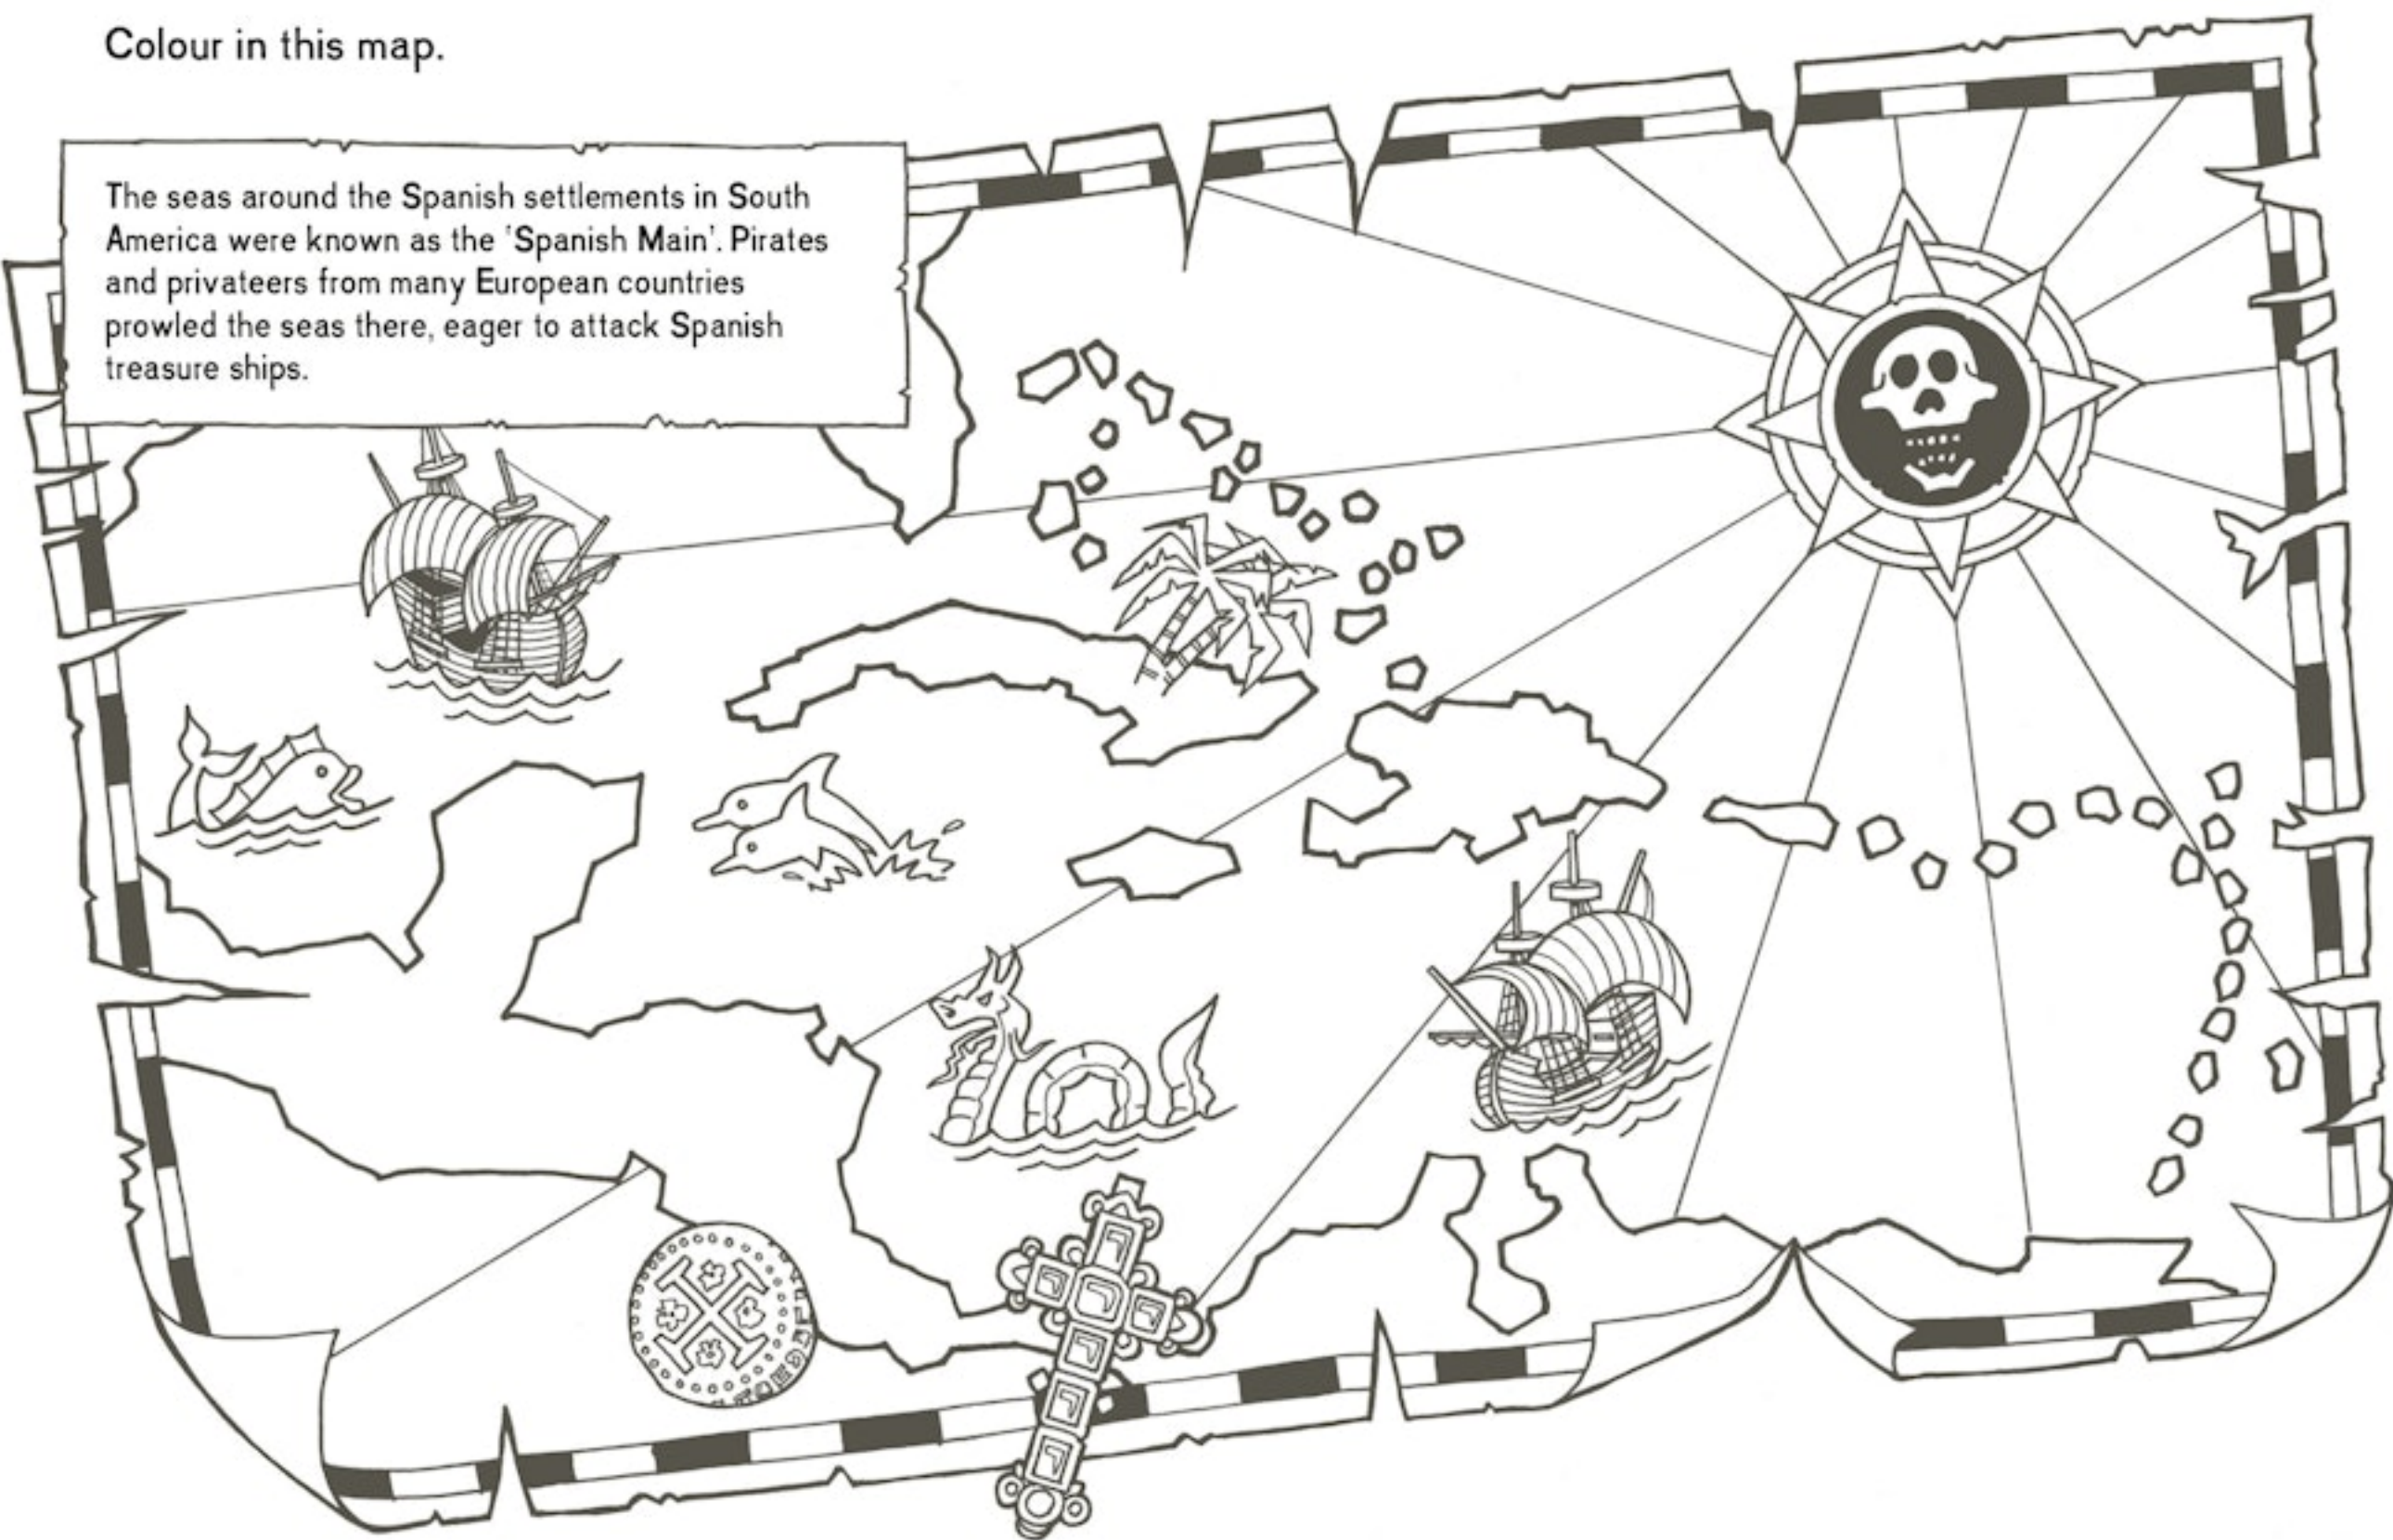 Colour in this map.
The seas around the Spanish settlements in South
America were known as the 'Spanish Main'. Pirates
and privateers from many European countries
prowled the seas there, eager to attack Spanish
treasure ships.